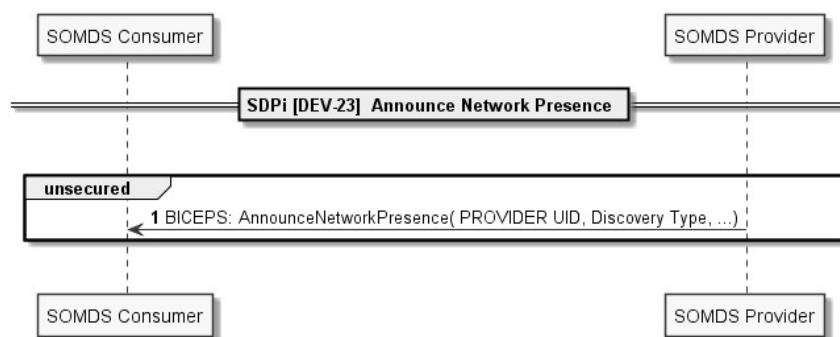 SOMDS Consumer
SOMDS Provider
SDPi [DEV-23] Announce Network Presence
unsecured
1 BICEPS: AnnounceNetworkPresence( PROVIDER UID, Discovery Type, ...)
SOMDS Consumer
SOMDS Provider